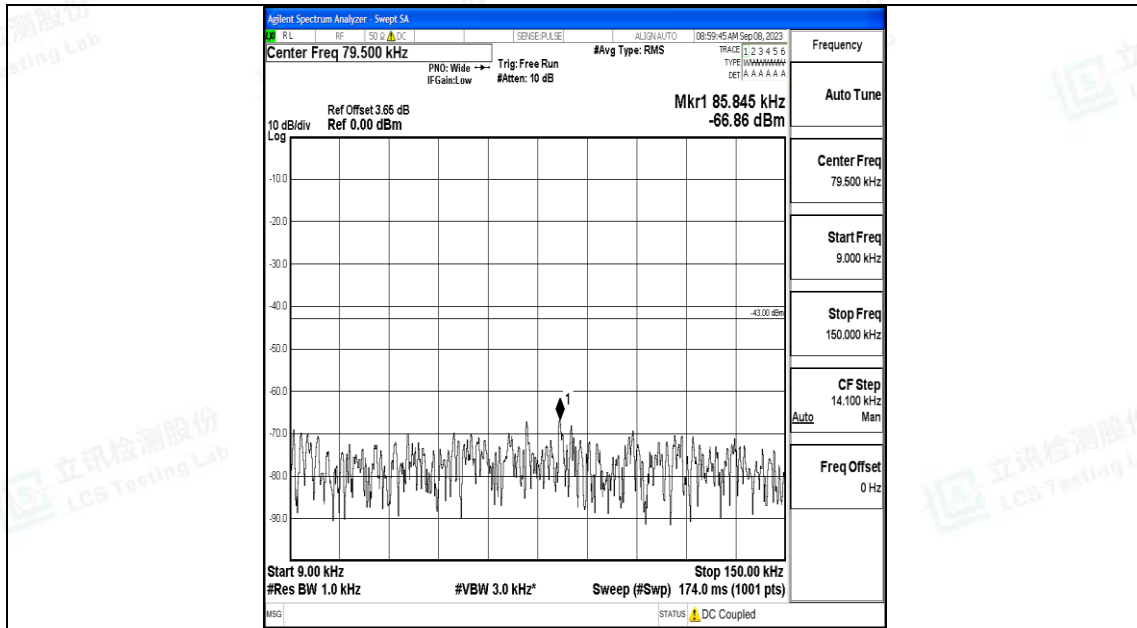 Agilent Spectrum Analyzer - Swept SA
RL RF 50 Ω DC SENSE:PULSE ALIGN AUTO 08:59:45 AM Sep 08, 2023
Center Freq 79.500 kHz
#Avg Type: RMS
TRACE 1 2 3 4 5 6
TYPE
DET A A A A A A
PNO: Wide
IFGain:Low
Trig: Free Run
#Atten: 10 dB
Mkr1 85.845 kHz
-66.86 dBm
Ref Offset 3.65 dB
10 dB/div Ref 0.00 dBm
Log
-10.0
-20.0
-30.0
-40.0
-43.00 dBm
-50.0
-60.0
1
-70.0
-80.0
-90.0
Start 9.00 kHz
Stop 150.00 kHz
#Res BW 1.0 kHz
#VBW 3.0 kHz*
Sweep (#Swp) 174.0 ms (1001 pts)
MSG
STATUS DC Coupled
Frequency
Auto Tune
Center Freq
79.500 kHz
Start Freq
9.000 kHz
Stop Freq
150.000 kHz
CF Step
14.100 kHz
Auto Man
Freq Offset
0 Hz
立讯检测股份
LCS Testing Lab
立讯检测股份
LCS Testing L